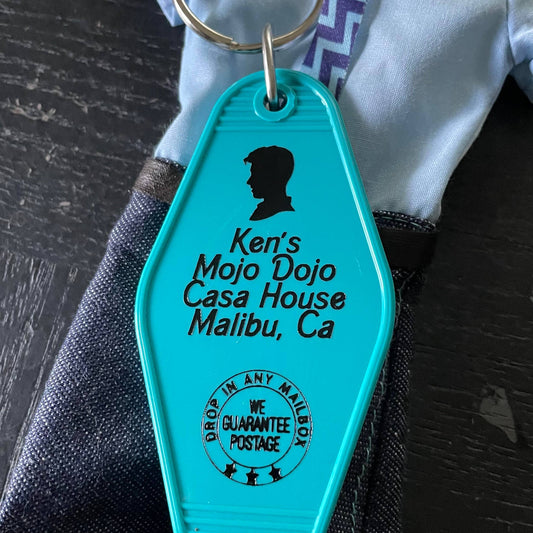 Ken's
Mojo Dojo
Casa House
Malibu, Ca
DROP IN ANY MAILBOX
WE
GUARANTEE
POSTAGE